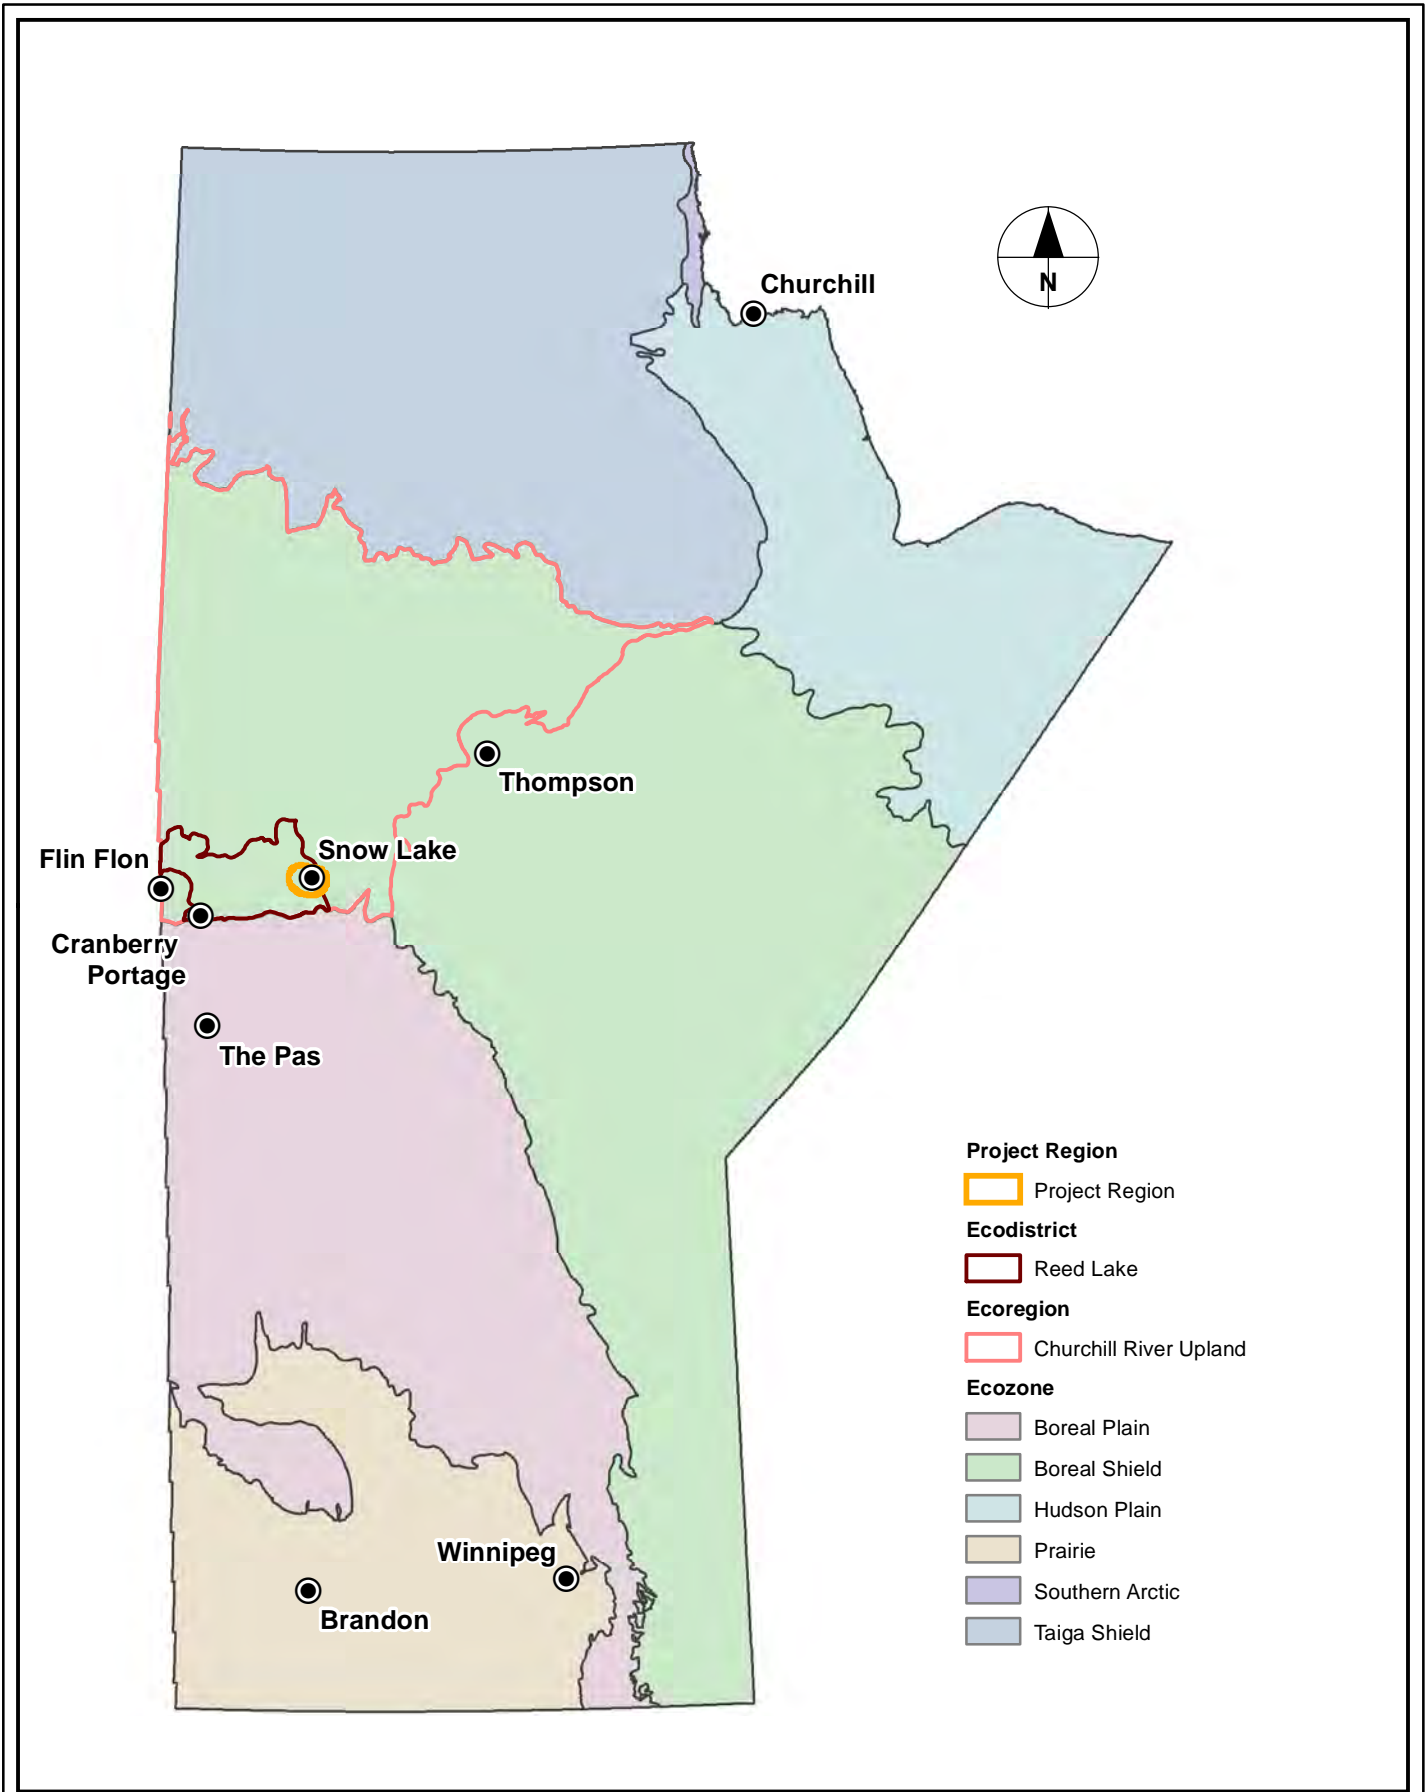 Churchill
N
Thompson
Snow Lake
Flin Flon
Cranberry
Portage
The Pas
Winnipeg
Brandon
Project Region
Project Region
Ecodistrict
Reed Lake
Ecoregion
Churchill River Upland
Ecozone
Boreal Plain
Boreal Shield
Hudson Plain
Prairie
Southern Arctic
Taiga Shield